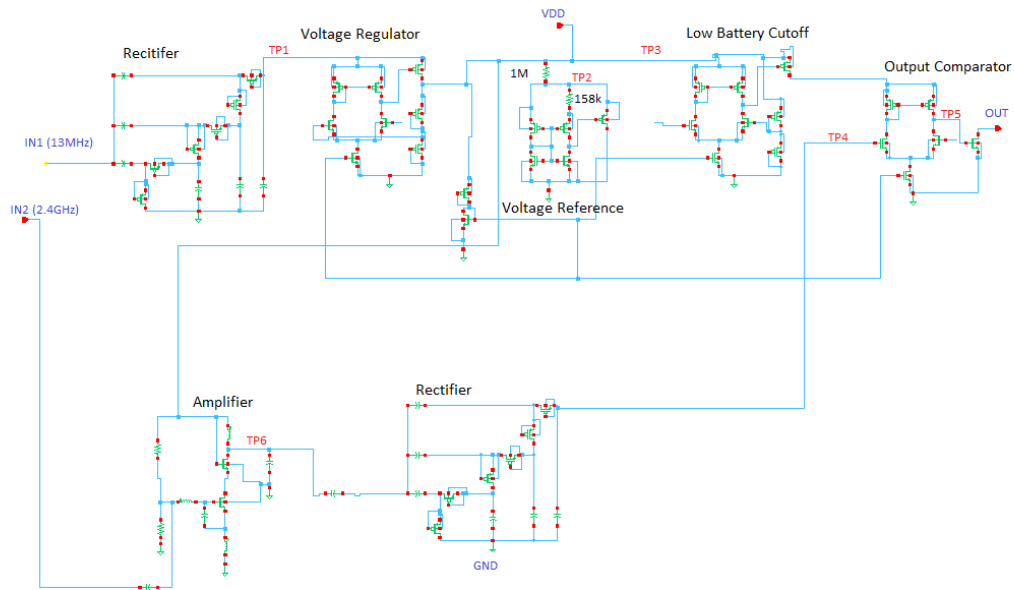 VDD
Voltage Regulator
Low Battery Cutoff
Rectifer
TP1
TP3
Output Comparator
1M
TP2
158k
TP5
OUT
IN1 (13MHz)
TP4
IN2 (2.4GHz)
Voltage Reference
Rectifier
Amplifier
TP6
GND